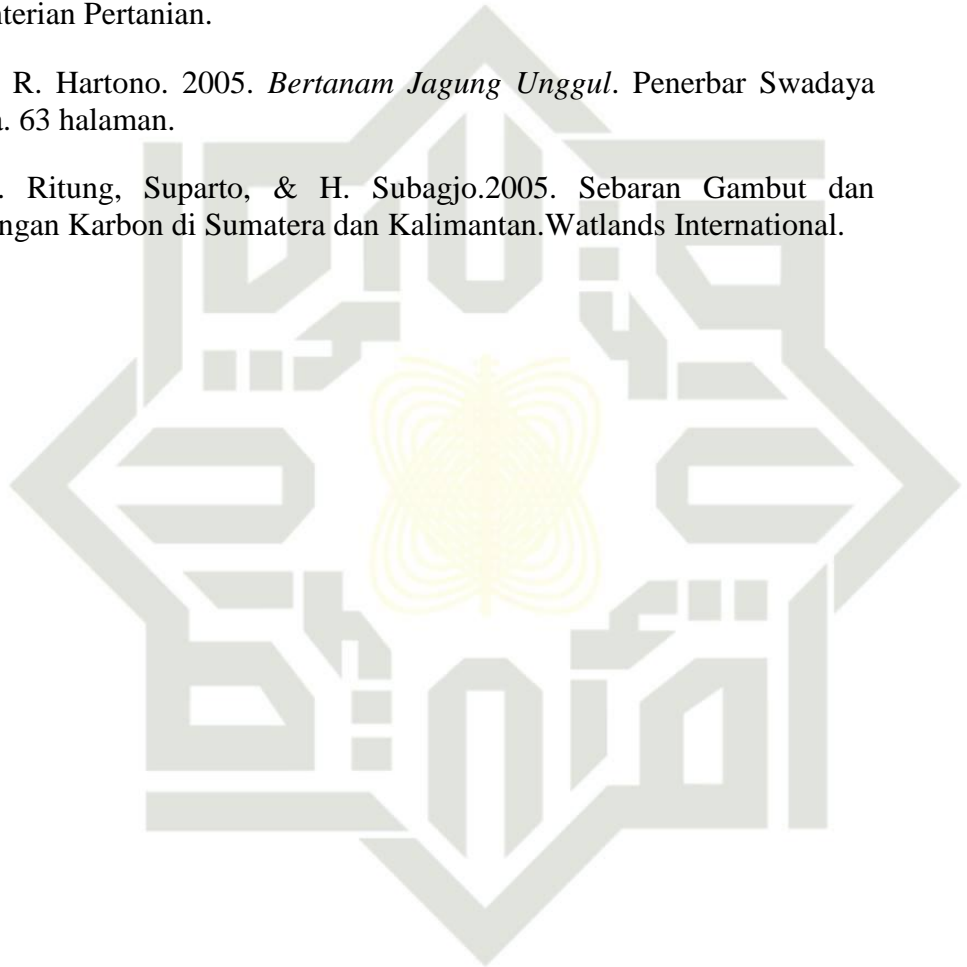 nterian Pertanian.
R. Hartono. 2005. Bertanam Jagung Unggul. Penerbar Swadaya
. 63 halaman.
. Ritung, Suparto, & H. Subagjo.2005. Sebaran Gambut dan
ngan Karbon di Sumatera dan Kalimantan.Watlands International.